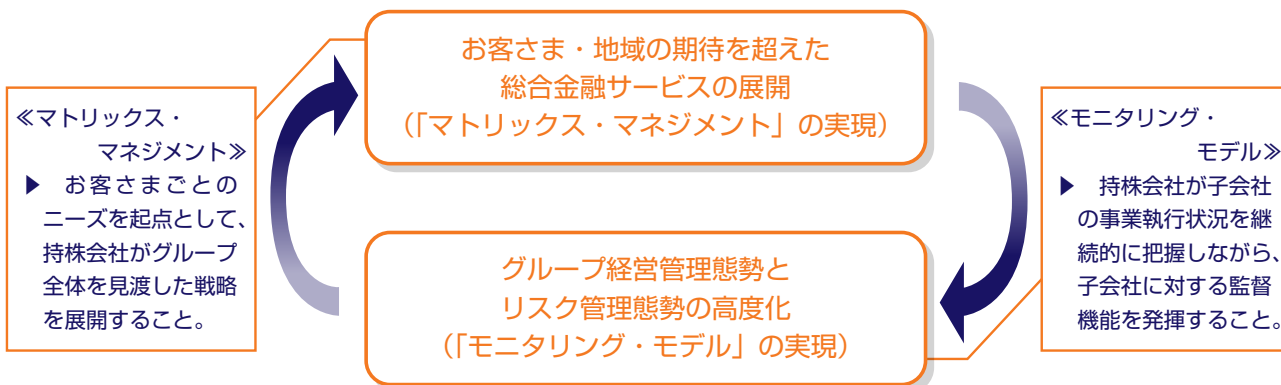 お客さま・地域の期待を超えた
総合金融サービスの展開
（「マトリックス・マネジメント」の実現）
≪マトリックス・
マネジメント≫
▶ お客さまごとの
ニーズを起点として、
持株会社がグループ
全体を見渡した戦略
を展開すること。
≪モニタリング・
モデル≫
▶ 持株会社が子会社
の事業執行状況を継
続的に把握しながら、
子会社に対する監督
機能を発揮すること。
グループ経営管理態勢と
リスク管理態勢の高度化
（「モニタリング・モデル」の実現）